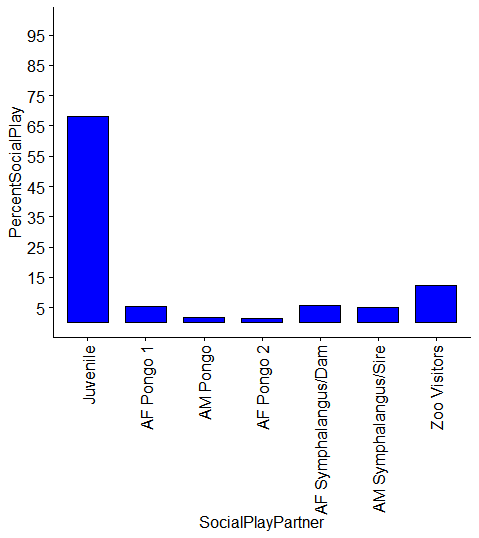 PercentSocialPlay
95
85
75
65
55
45
35
25
15
5
Juvenile
AF Pongo 1
AM Pongo
AF Pongo 2
AF Symphalangus/Dam
AM Symphalangus/Sire
Zoo Visitors
SocialPlayPartner